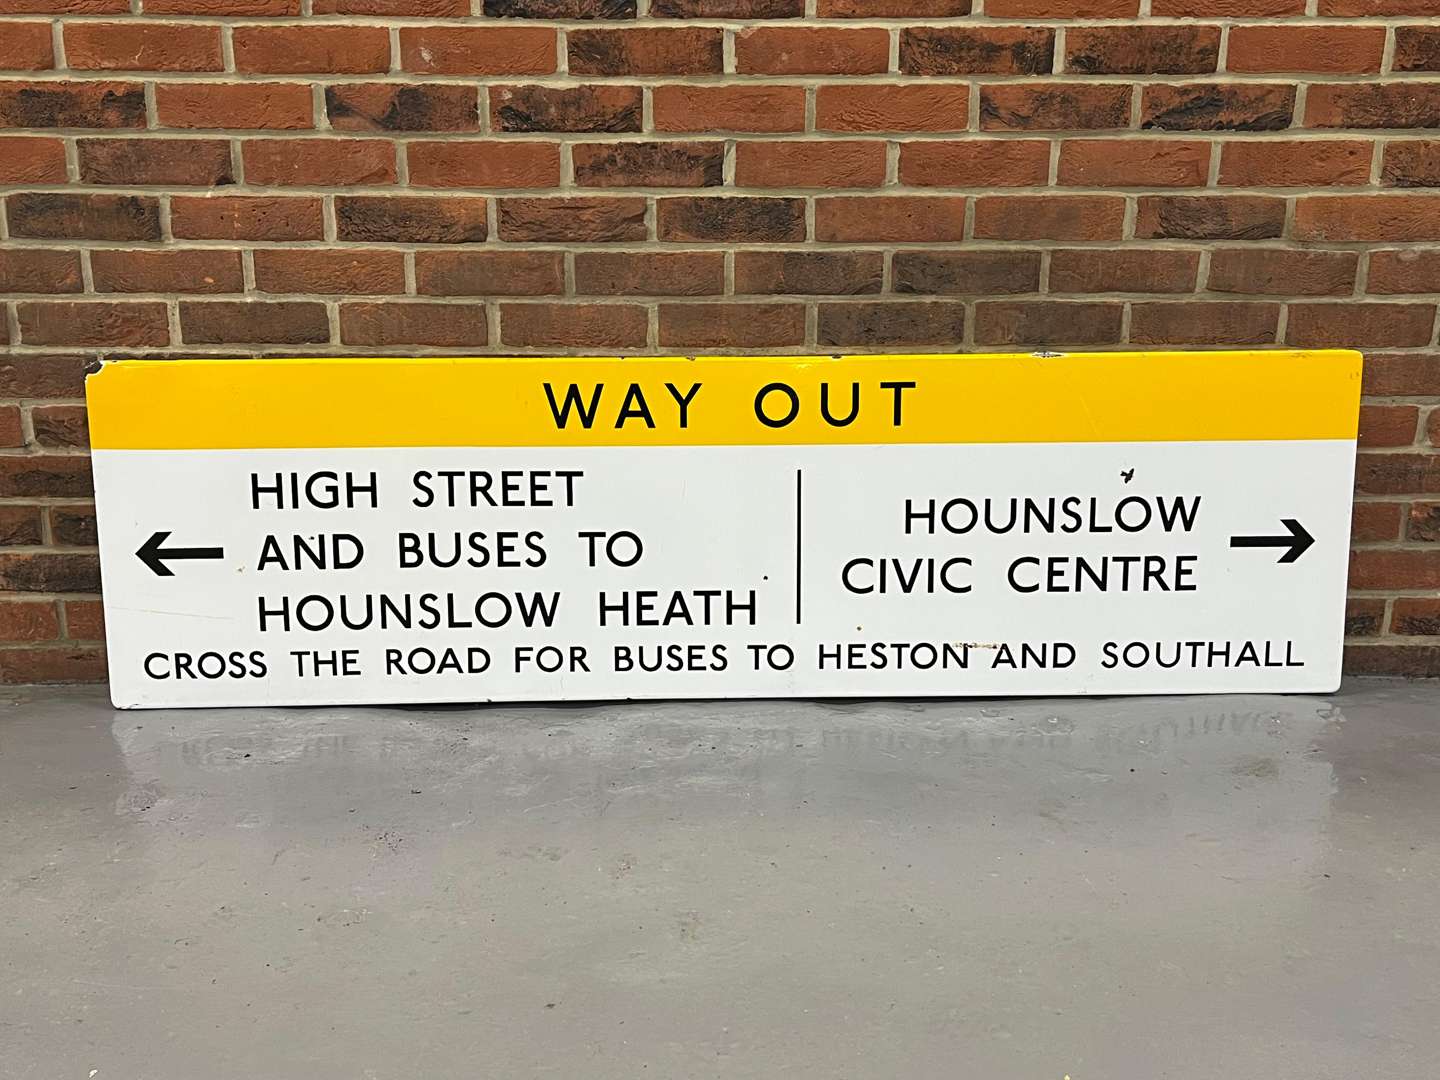 WAY OUT
← HIGH STREET
AND BUSES TO
HOUNSLOW HEATH
HOUNSLOW →
CIVIC CENTRE
CROSS THE ROAD FOR BUSES TO HESTON AND SOUTHALL